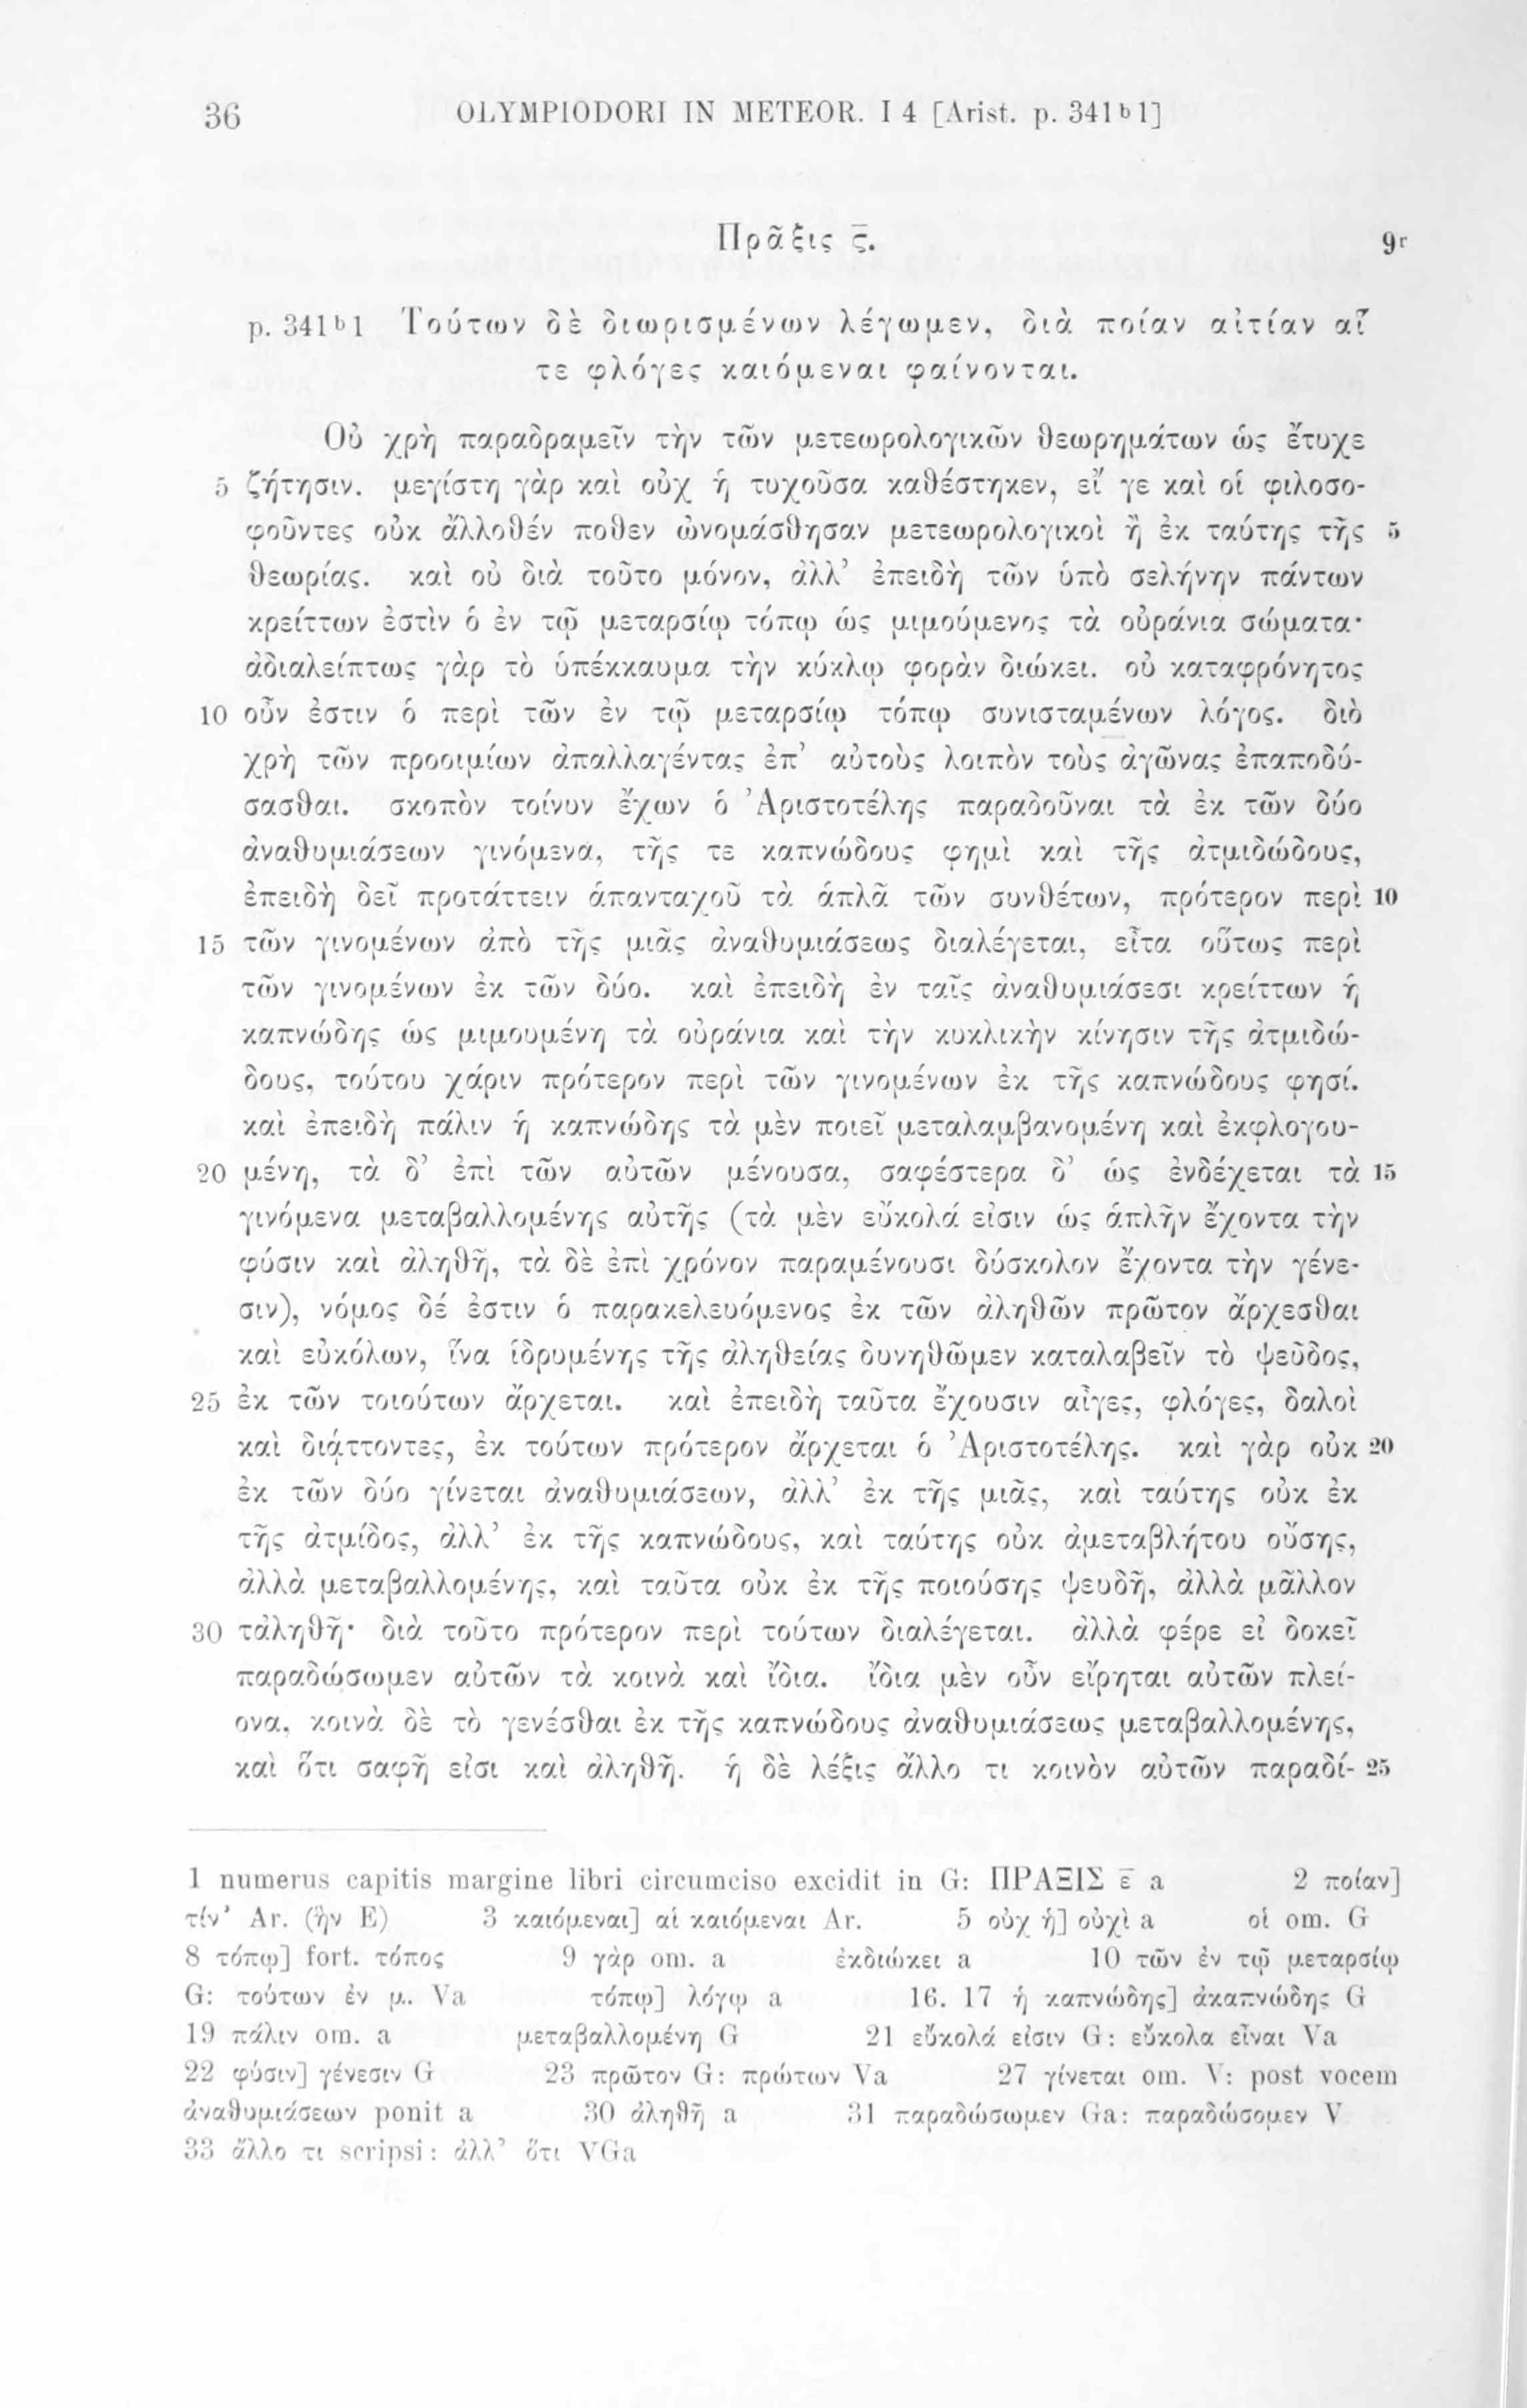 36 OLYMPIODORI IN METEOR. I 4 [Arist. p. 341ᵇ1]
Πρᾶξις ς̅. 9ʳ
p. 341ᵇ1 Τούτων δὲ διωρισμένων λέγωμεν, διὰ ποίαν αἰτίαν αἵ
τε φλόγες καιόμεναι φαίνονται.
Οὐ χρὴ παραδραμεῖν τὴν τῶν μετεωρολογικῶν θεωρημάτων ὡς ἔτυχε
5 ζήτησιν. μεγίστη γὰρ καὶ οὐχ ἡ τυχοῦσα καθέστηκεν, εἴ γε καὶ οἱ φιλοσο-
φοῦντες οὐκ ἄλλοθέν ποθεν ὠνομάσθησαν μετεωρολογικοὶ ἢ ἐκ ταύτης τῆς 5
θεωρίας. καὶ οὐ διὰ τοῦτο μόνον, ἀλλ’ ἐπειδὴ τῶν ὑπὸ σελήνην πάντων
κρείττων ἐστὶν ὁ ἐν τῷ μεταρσίῳ τόπῳ ὡς μιμούμενος τὰ οὐράνια σώματα·
ἀδιαλείπτως γὰρ τὸ ὑπέκκαυμα τὴν κύκλῳ φορὰν διώκει. οὐ καταφρόνητος
10 οὖν ἐστιν ὁ περὶ τῶν ἐν τῷ μεταρσίῳ τόπῳ συνισταμένων λόγος. διὸ
χρὴ τῶν προοιμίων ἀπαλλαγέντας ἐπ’ αὐτοὺς λοιπὸν τοὺς ἀγῶνας ἐπαποδύ-
σασθαι. σκοπὸν τοίνυν ἔχων ὁ Ἀριστοτέλης παραδοῦναι τὰ ἐκ τῶν δύο
ἀναθυμιάσεων γινόμενα, τῆς τε καπνώδους φημὶ καὶ τῆς ἀτμιδώδους,
ἐπειδὴ δεῖ προτάττειν ἁπανταχοῦ τὰ ἁπλᾶ τῶν συνθέτων, πρότερον περὶ 10
15 τῶν γινομένων ἀπὸ τῆς μιᾶς ἀναθυμιάσεως διαλέγεται, εἶτα οὕτως περὶ
τῶν γινομένων ἐκ τῶν δύο. καὶ ἐπειδὴ ἐν ταῖς ἀναθυμιάσεσι κρείττων ἡ
καπνώδης ὡς μιμουμένη τὰ οὐράνια καὶ τὴν κυκλικὴν κίνησιν τῆς ἀτμιδώ-
δους, τούτου χάριν πρότερον περὶ τῶν γινομένων ἐκ τῆς καπνώδους φησί.
καὶ ἐπειδὴ πάλιν ἡ καπνώδης τὰ μὲν ποιεῖ μεταλαμβανομένη καὶ ἐκφλογου-
20 μένη, τὰ δ’ ἐπὶ τῶν αὐτῶν μένουσα, σαφέστερα δ’ ὡς ἐνδέχεται τὰ 15
γινόμενα μεταβαλλομένης αὐτῆς (τὰ μὲν εὔκολά εἰσιν ὡς ἁπλῆν ἔχοντα τὴν
φύσιν καὶ ἀληθῆ, τὰ δὲ ἐπὶ χρόνον παραμένουσι δύσκολον ἔχοντα τὴν γένε-
σιν), νόμος δέ ἐστιν ὁ παρακελευόμενος ἐκ τῶν ἀληθῶν πρῶτον ἄρχεσθαι
καὶ εὐκόλων, ἵνα ἱδρυμένης τῆς ἀληθείας δυνηθῶμεν καταλαβεῖν τὸ ψεῦδος,
25 ἐκ τῶν τοιούτων ἄρχεται. καὶ ἐπειδὴ ταῦτα ἔχουσιν αἶγες, φλόγες, δαλοὶ
καὶ διᾴττοντες, ἐκ τούτων πρότερον ἄρχεται ὁ Ἀριστοτέλης. καὶ γὰρ οὐκ 20
ἐκ τῶν δύο γίνεται ἀναθυμιάσεων, ἀλλ’ ἐκ τῆς μιᾶς, καὶ ταύτης οὐκ ἐκ
τῆς ἀτμίδος, ἀλλ’ ἐκ τῆς καπνώδους, καὶ ταύτης οὐκ ἀμεταβλήτου οὔσης,
ἀλλὰ μεταβαλλομένης, καὶ ταῦτα οὐκ ἐκ τῆς ποιούσης ψευδῆ, ἀλλὰ μᾶλλον
30 τἀληθῆ· διὰ τοῦτο πρότερον περὶ τούτων διαλέγεται. ἀλλὰ φέρε εἰ δοκεῖ
παραδώσωμεν αὐτῶν τὰ κοινὰ καὶ ἴδια. ἴδια μὲν οὖν εἴρηται αὐτῶν πλεί-
ονα, κοινὰ δὲ τὸ γενέσθαι ἐκ τῆς καπνώδους ἀναθυμιάσεως μεταβαλλομένης,
καὶ ὅτι σαφῆ εἰσι καὶ ἀληθῆ. ἡ δὲ λέξις ἄλλο τι κοινὸν αὐτῶν παραδί- 25
1 numerus capitis margine libri circumciso excidit in G: ΠΡΑΞΙΣ ε̅ a 2 ποίαν]
τίν’ Ar. (ἣν E) 3 καιόμεναι] αἱ καιόμεναι Ar. 5 οὐχ ἡ] οὐχὶ a οἱ om. G
8 τόπῳ] fort. τόπος 9 γὰρ om. a ἐκδιώκει a 10 τῶν ἐν τῷ μεταρσίῳ
G: τούτων ἐν μ. Va τόπῳ] λόγῳ a 16. 17 ἡ καπνώδης] ἀκαπνώδης G
19 πάλιν om. a μεταβαλλομένη G 21 εὔκολά εἰσιν G: εὔκολα εἶναι Va
22 φύσιν] γένεσιν G 23 πρῶτον G: πρώτων Va 27 γίνεται om. V: post vocem
ἀναθυμιάσεων ponit a 30 ἀληθῆ a 31 παραδώσωμεν Ga: παραδώσομεν V
33 ἄλλο τι scripsi: ἀλλ’ ὅτι VGa